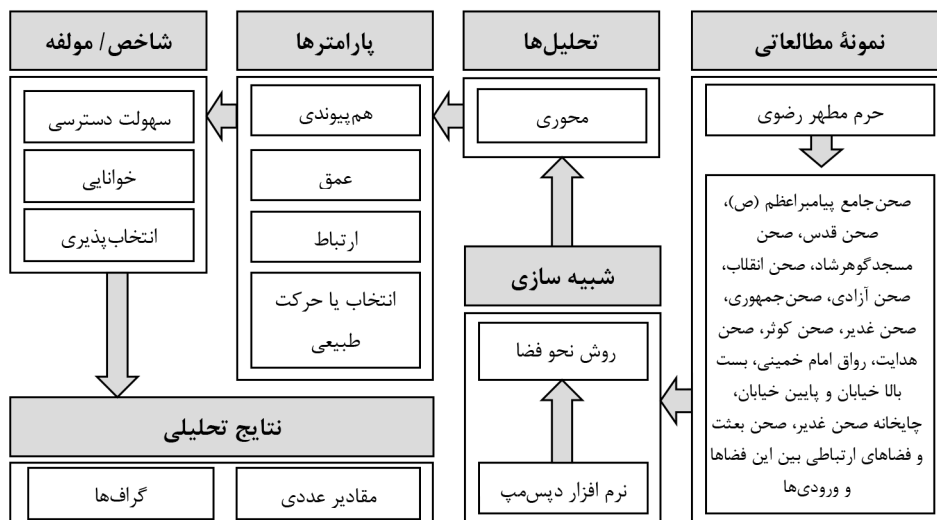 نمونۀ مطالعاتی
حرم مطهر رضوی
صحن‌جامع پیامبراعظم (ص)،
صحن قدس، صحن
مسجدگوهرشاد، صحن انقلاب،
صحن آزادی، صحن‌جمهوری،
صحن غدیر، صحن کوثر، صحن
هدایت، رواق امام خمینی، بست
بالا خیابان و پایین خیابان،
چایخانه صحن غدیر، صحن بعثت
و فضاهای ارتباطی بین این فضاها
و ورودی‌ها
شبیه سازی
روش نحو فضا
نرم افزار دپس‌مپ
تحلیل‌ها
محوری
پارامترها
هم‌پیوندی
عمق
ارتباط
انتخاب یا حرکت
طبیعی
شاخص/ مولفه
سهولت دسترسی
خوانایی
انتخاب‌پذیری
نتایج تحلیلی
مقادیر عددی
گراف‌ها